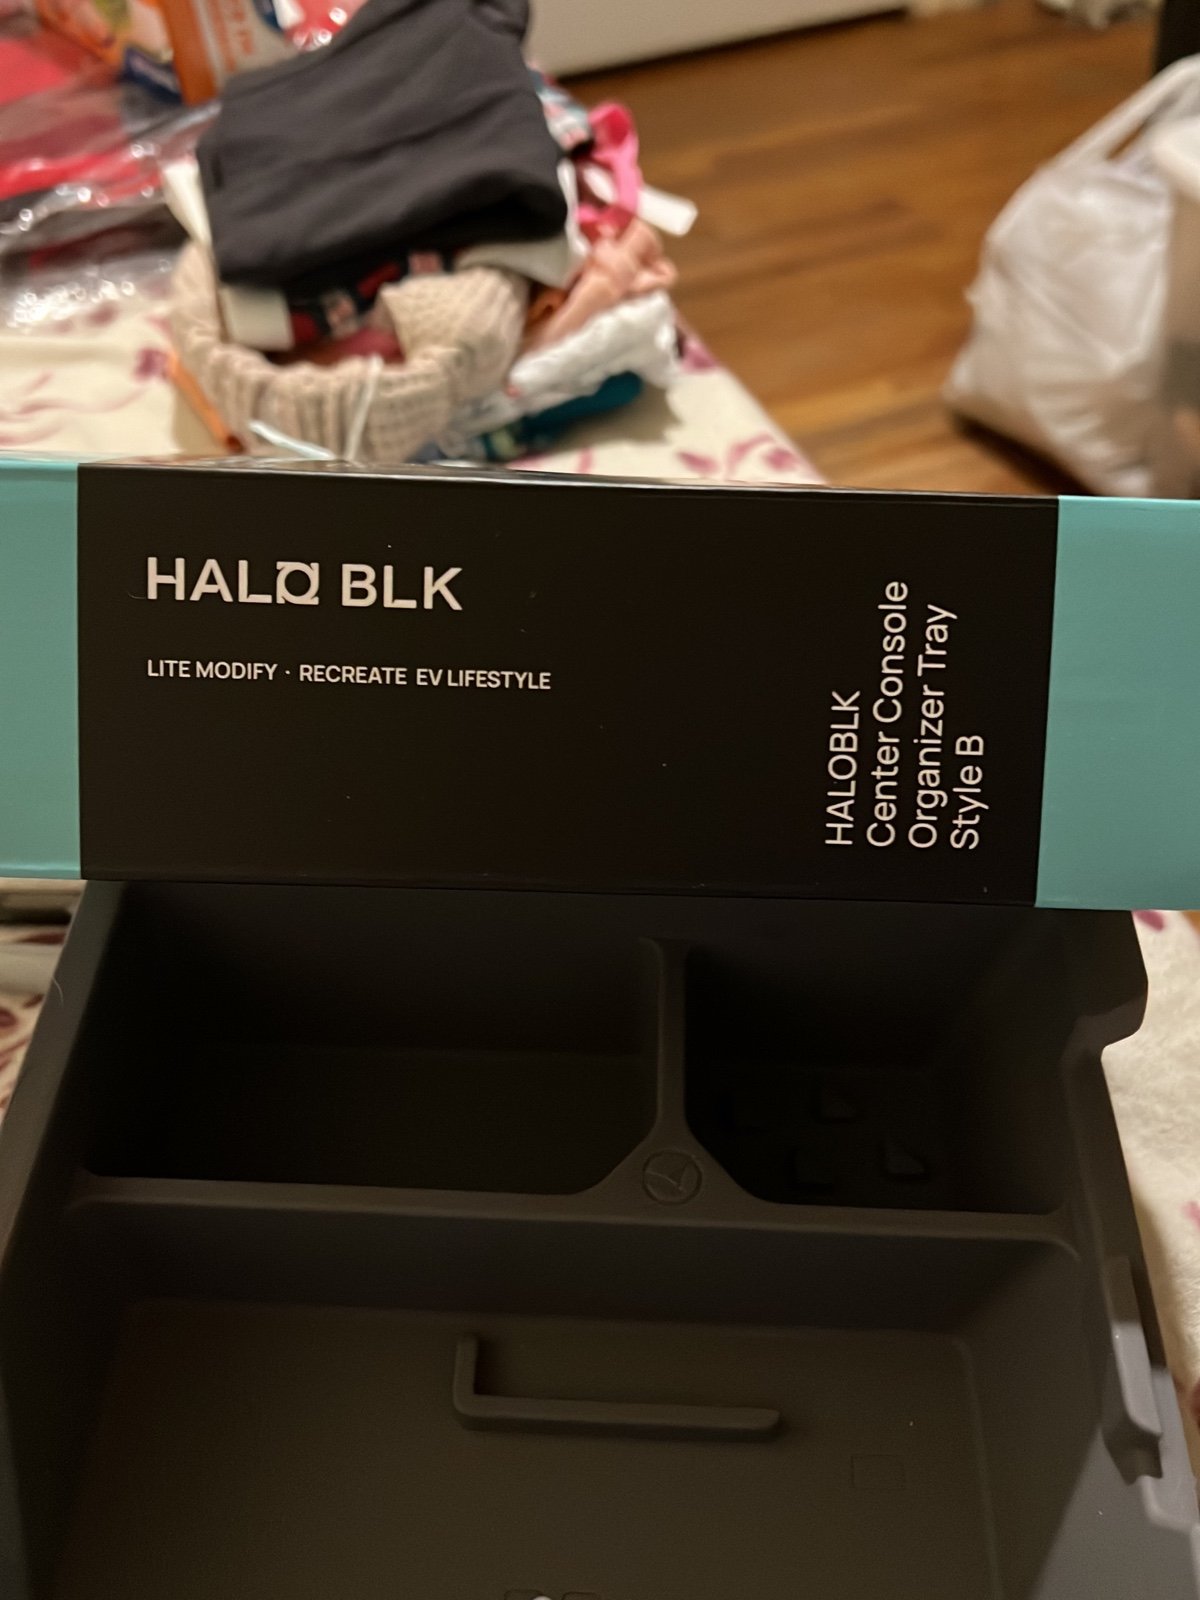 HALO BLK
LITE MODIFY · RECREATE EV LIFESTYLE
HALOBLK
Center Console
Organizer Tray
Style B